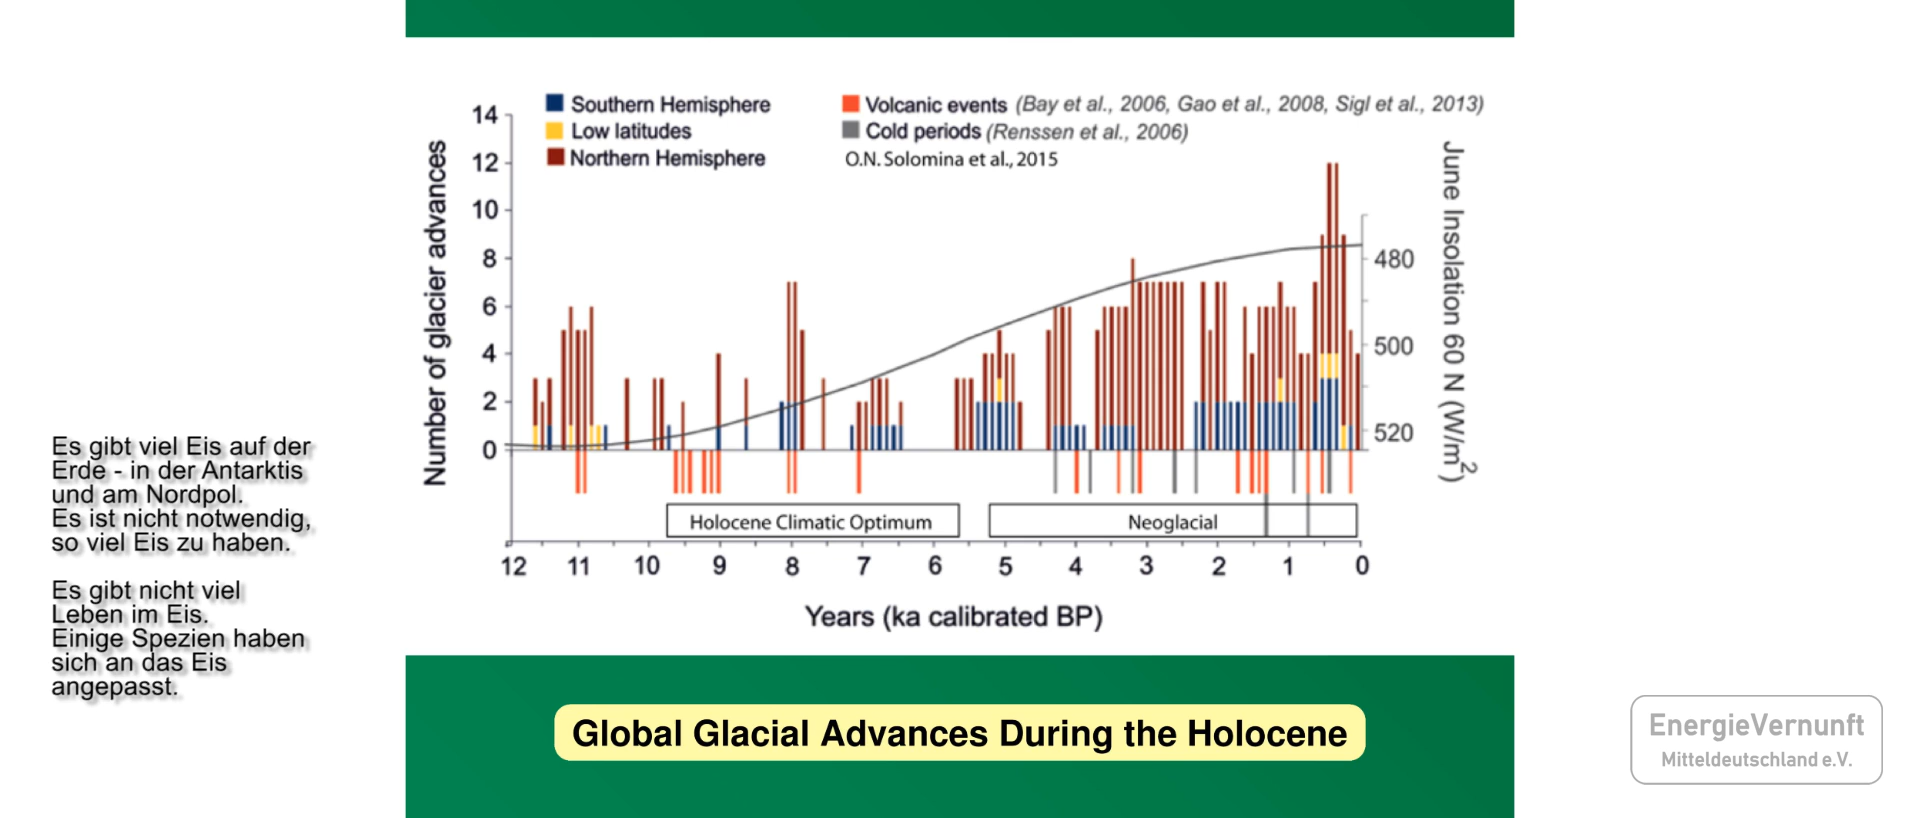 Southern Hemisphere
Low latitudes
Northern Hemisphere
Volcanic events (Bay et al., 2006, Gao et al., 2008, Sigl et al., 2013)
Cold periods (Renssen et al., 2006)
O.N. Solomina et al., 2015
Number of glacier advances
14
12
10
8
6
4
2
0
June Insolation 60 N (W/m²)
480
500
520
Holocene Climatic Optimum
Neoglacial
12 11 10 9 8 7 6 5 4 3 2 1 0
Years (ka calibrated BP)
Es gibt viel Eis auf der
Erde - in der Antarktis
und am Nordpol.
Es ist nicht notwendig,
so viel Eis zu haben.
Es gibt nicht viel
Leben im Eis.
Einige Spezien haben
sich an das Eis
angepasst.
Global Glacial Advances During the Holocene
EnergieVernunft
Mitteldeutschland e.V.